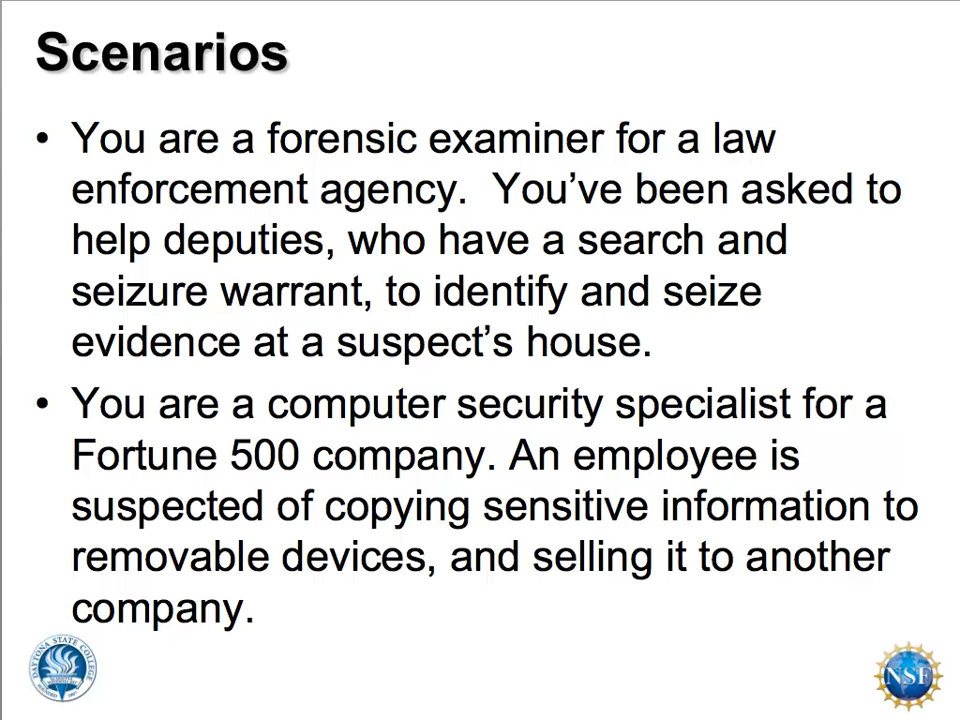 Scenarios
• You are a forensic examiner for a law
enforcement agency.  You’ve been asked to
help deputies, who have a search and
seizure warrant, to identify and seize
evidence at a suspect’s house.
• You are a computer security specialist for a
Fortune 500 company. An employee is
suspected of copying sensitive information to
removable devices, and selling it to another
company.
DAYTONA STATE COLLEGE
NSF